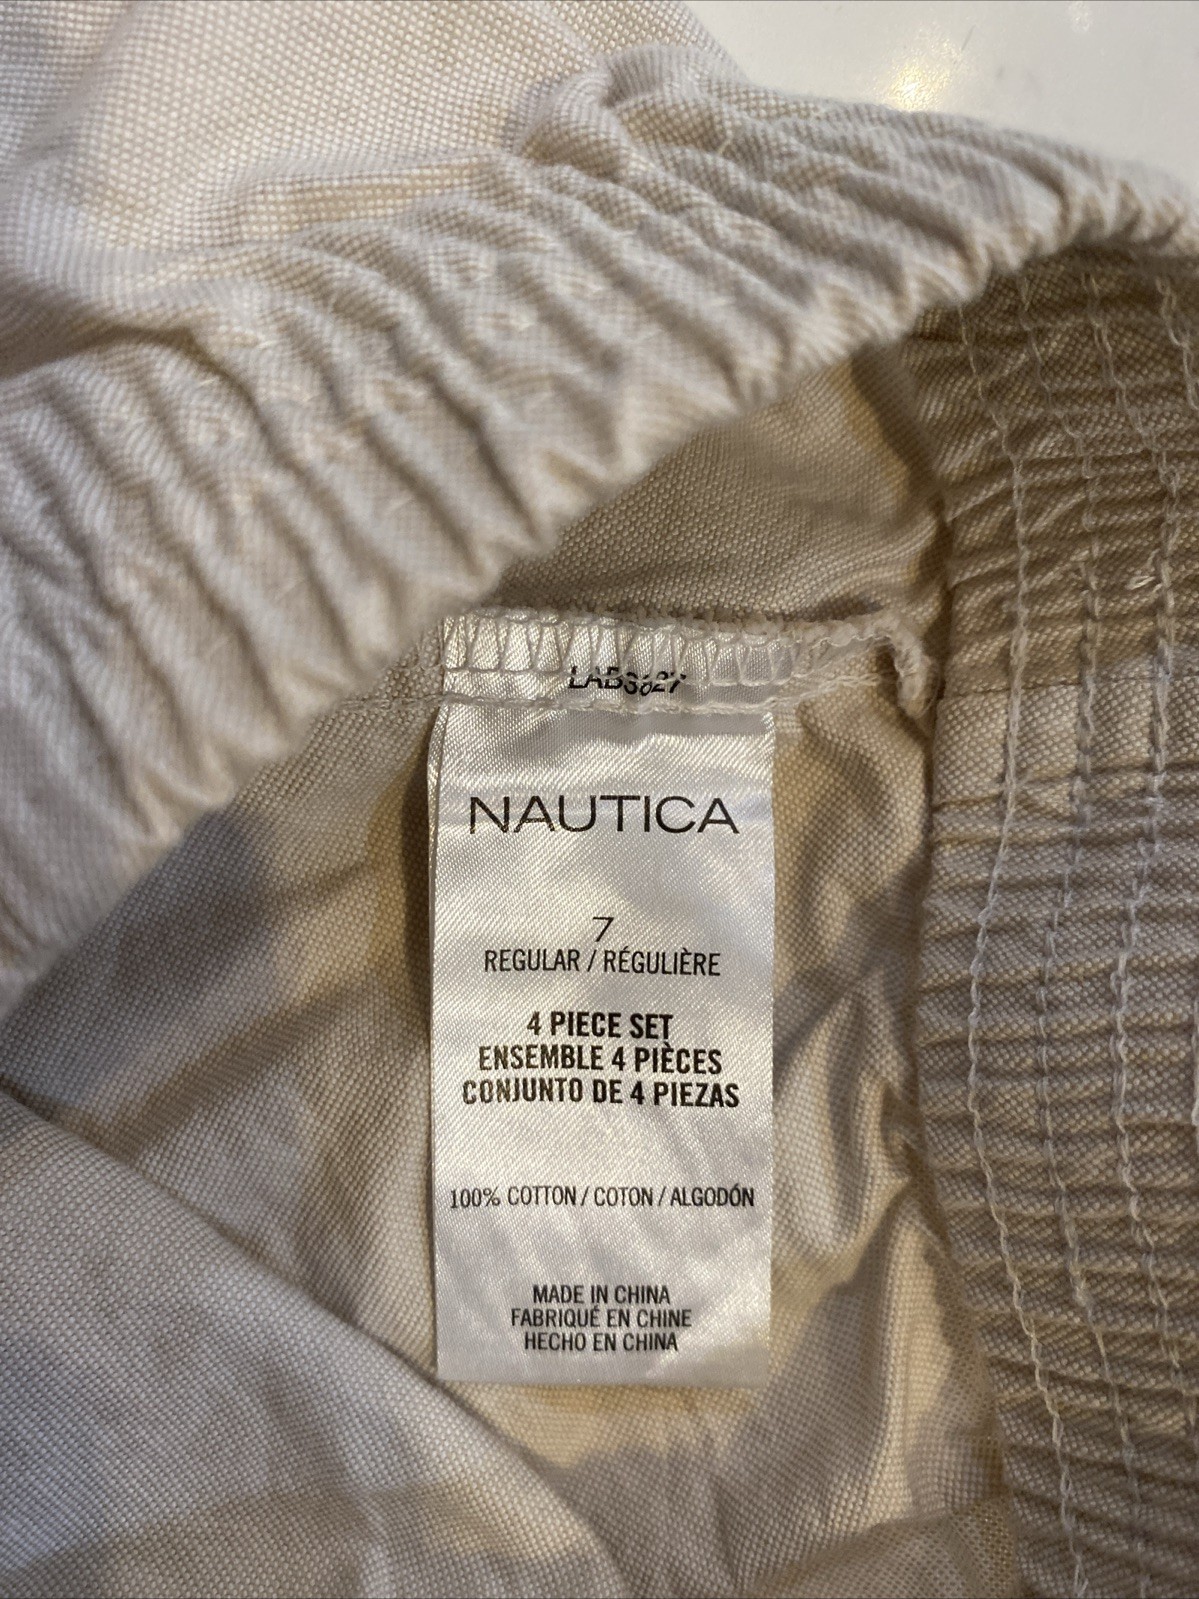 NAUTICA
7
REGULAR / RÉGULIÈRE
4 PIECE SET
ENSEMBLE 4 PIÈCES
CONJUNTO DE 4 PIEZAS
100% COTTON / COTON / ALGODÓN
MADE IN CHINA
FABRIQUÉ EN CHINE
HECHO EN CHINA